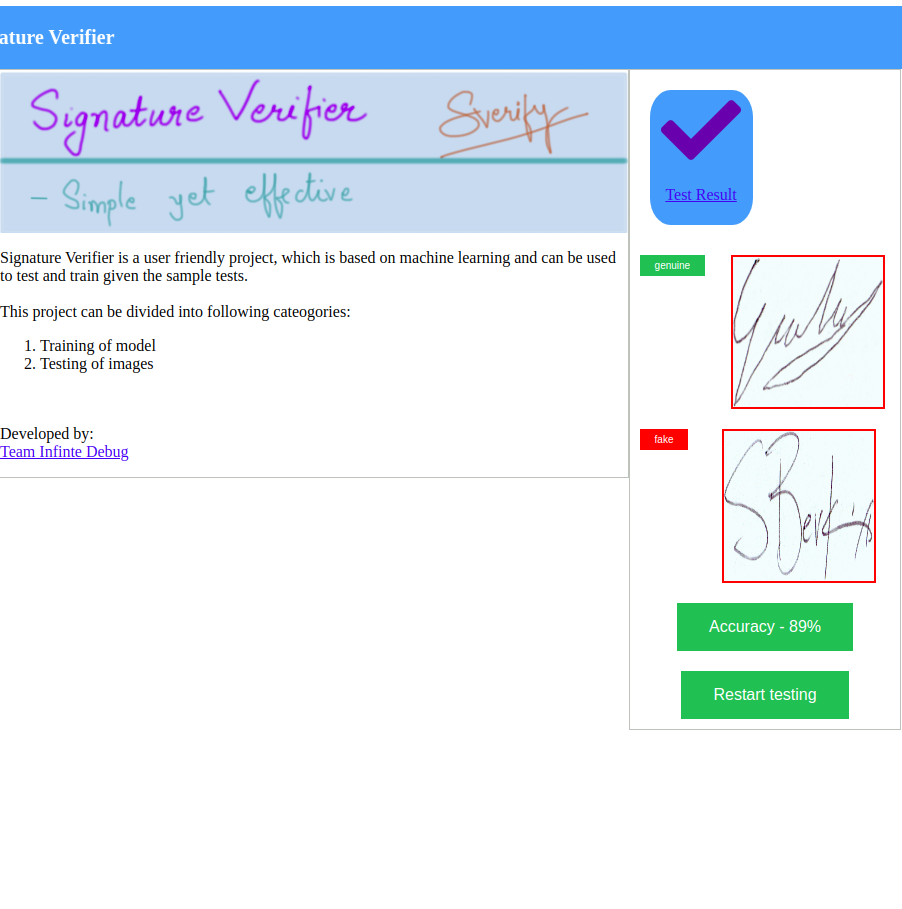 ature Verifier
Signature Verifier
Sverify
- Simple yet effective
Signature Verifier is a user friendly project, which is based on machine learning and can be used
to test and train given the sample tests.
This project can be divided into following cateogories:
1. Training of model
2. Testing of images
Developed by:
Team Infinte Debug
Test Result
genuine
fake
Accuracy - 89%
Restart testing